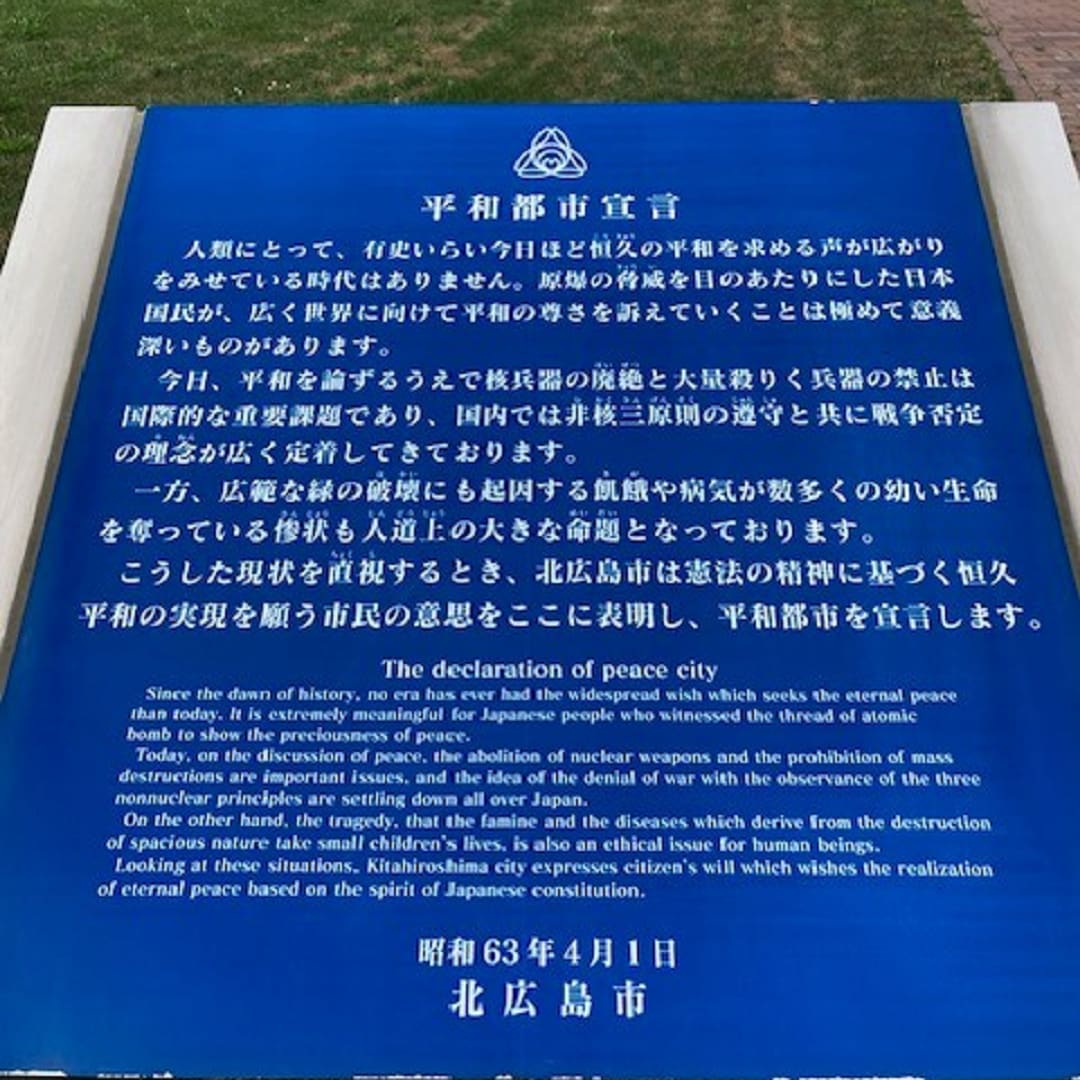 平和都市宣言
人類にとって、有史いらい今日ほど恒久の平和を求める声が広がり
をみせている時代はありません。原爆の脅威を目のあたりにした日本
国民が、広く世界に向けて平和の尊さを訴えていくことは極めて意義
深いものがあります。
今日、平和を論ずるうえで核兵器の廃絶と大量殺りく兵器の禁止は
国際的な重要課題であり、国内では非核三原則の遵守と共に戦争否定
の理念が広く定着してきております。
一方、広範な緑の破壊にも起因する飢餓や病気が数多くの幼い生命
を奪っている惨状も人道上の大きな命題となっております。
こうした現状を直視するとき、北広島市は憲法の精神に基づく恒久
平和の実現を願う市民の意思をここに表明し、平和都市を宣言します。
The declaration of peace city
Since the dawn of history, no era has ever had the widespread wish which seeks the eternal peace
than today. It is extremely meaningful for Japanese people who witnessed the thread of atomic
bomb to show the preciousness of peace.
Today, on the discussion of peace, the abolition of nuclear weapons and the prohibition of mass
destructions are important issues, and the idea of the denial of war with the observance of the three
nonnuclear principles are settling down all over Japan.
On the other hand, the tragedy, that the famine and the diseases which derive from the destruction
of spacious nature take small children's lives, is also an ethical issue for human beings.
Looking at these situations, Kitahiroshima city expresses citizen's will which wishes the realization
of eternal peace based on the spirit of Japanese constitution.
昭和63年4月1日
北広島市